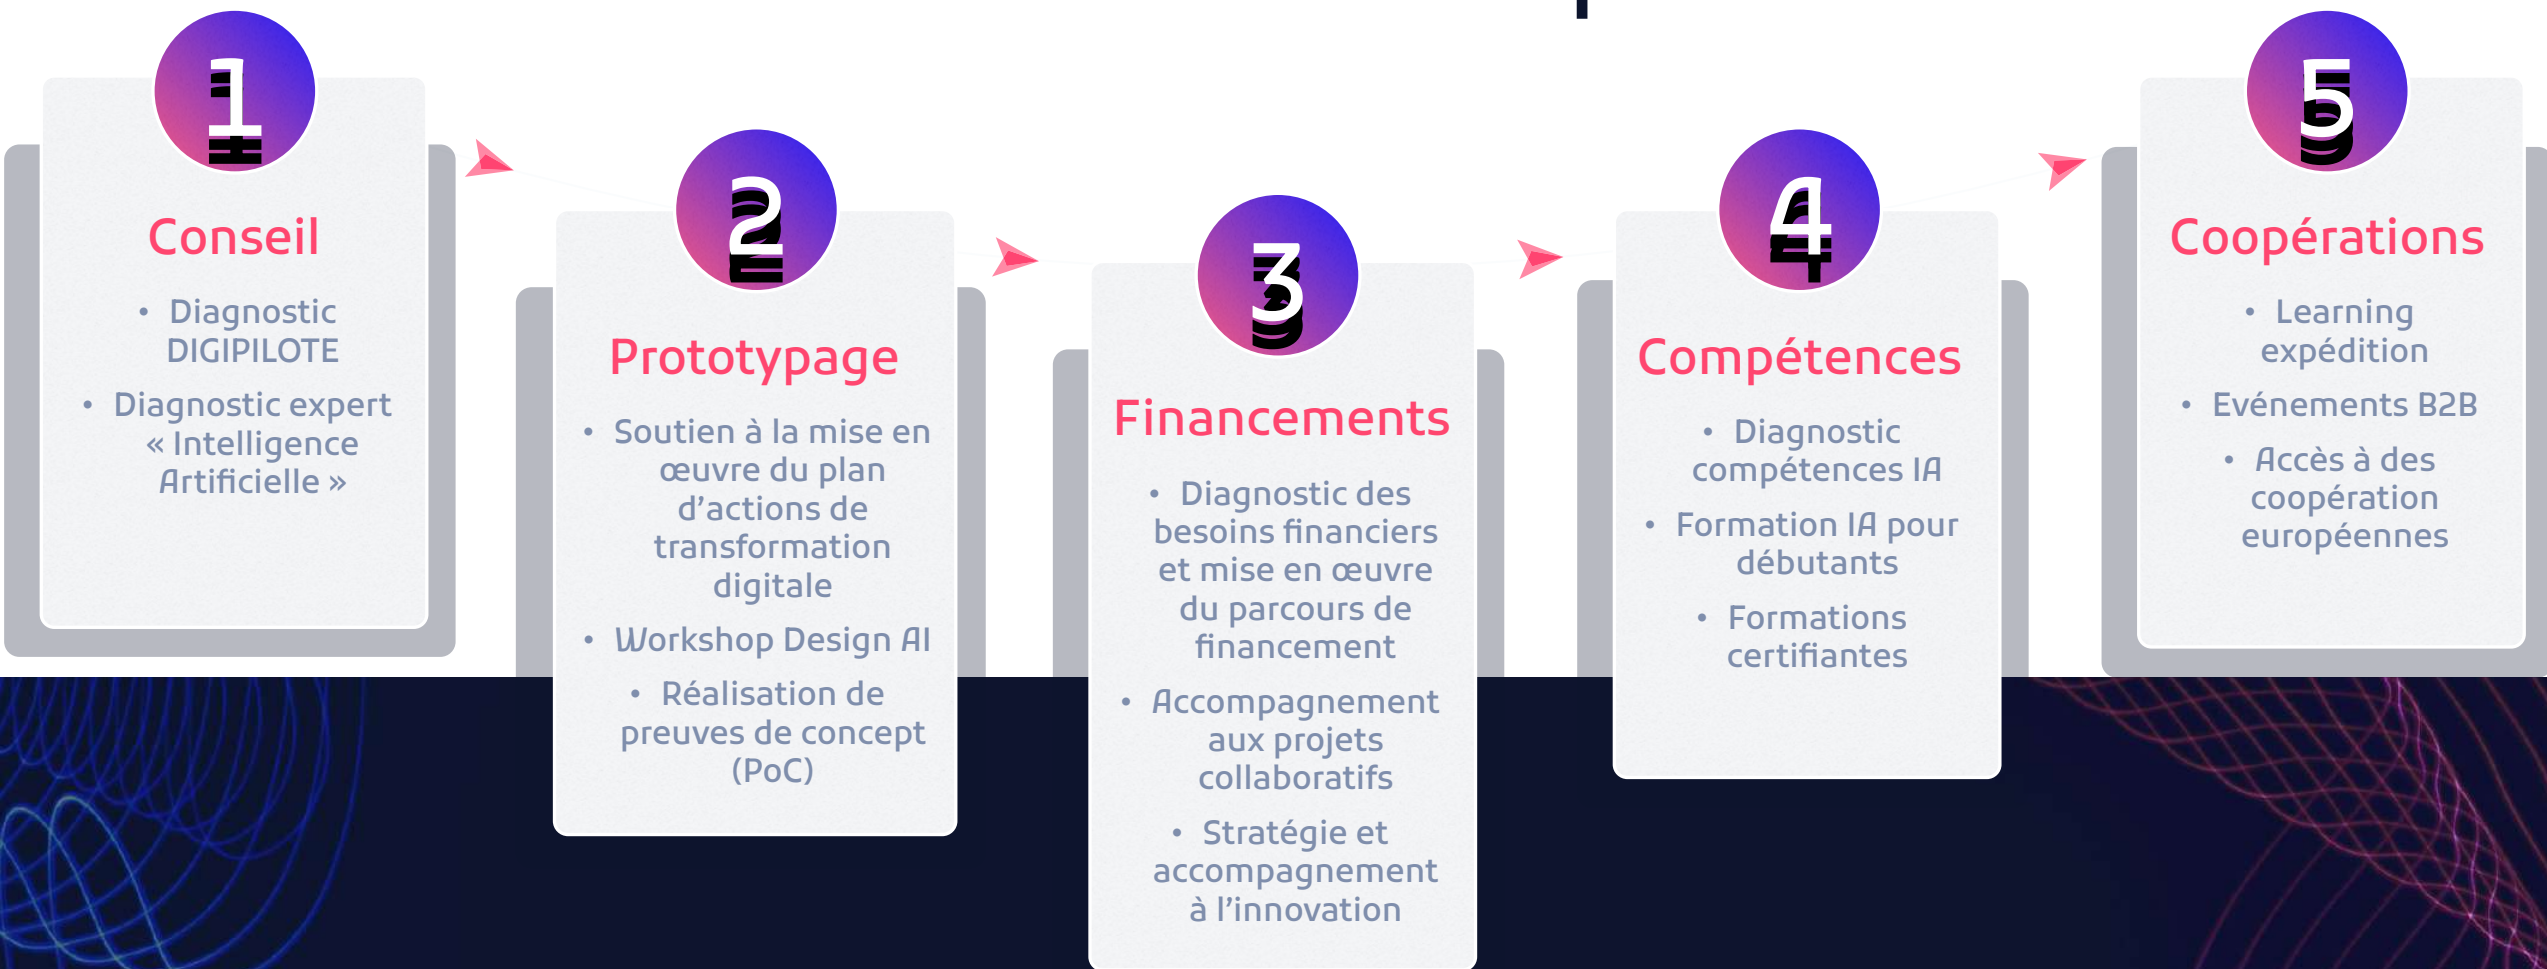 1
Conseil
• Diagnostic
DIGIPILOTE
• Diagnostic expert
« Intelligence
Artificielle »
2
Prototypage
• Soutien à la mise en
œuvre du plan
d’actions de
transformation
digitale
• Workshop Design AI
• Réalisation de
preuves de concept
(PoC)
3
Financements
• Diagnostic des
besoins financiers
et mise en œuvre
du parcours de
financement
• Accompagnement
aux projets
collaboratifs
• Stratégie et
accompagnement
à l’innovation
4
Compétences
• Diagnostic
compétences IA
• Formation IA pour
débutants
• Formations
certifiantes
5
Coopérations
• Learning
expédition
• Evénements B2B
• Accès à des
coopération
européennes